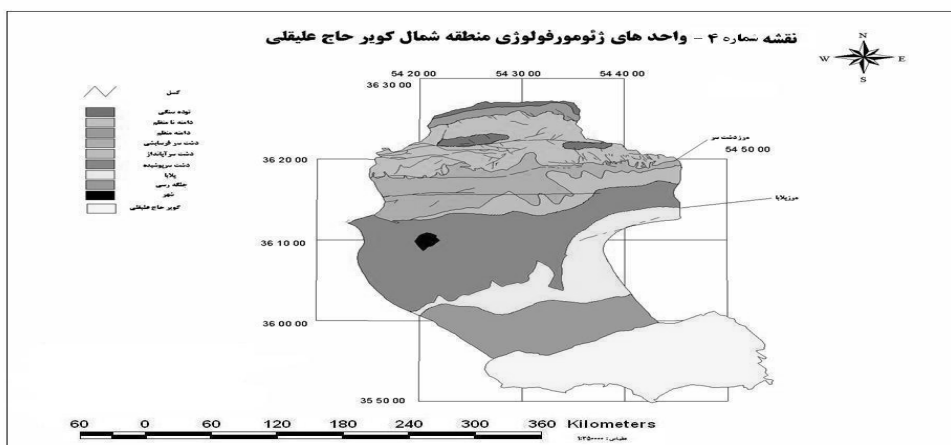 نقشه شماره ۴ - واحد های ژئومورفولوژی منطقه شمال کویر حاج علیقلی
N
W E
S
54 20 00 54 30 00 54 40 00
36 30 00
54 50 00
36 20 00
36 10 00
36 00 00
35 50 00
مرز دشت سر
مرز پلایا
گسل
توده سنگی
دامنه نا منظم
دامنه منظم
دشت سر فرسایشی
دشت سر آپانداژ
دشت سر پوشیده
پلایا
جلگه رسی
شهر
کویر حاج علیقلی
60 0 60 120 180 240 300 360 Kilometers